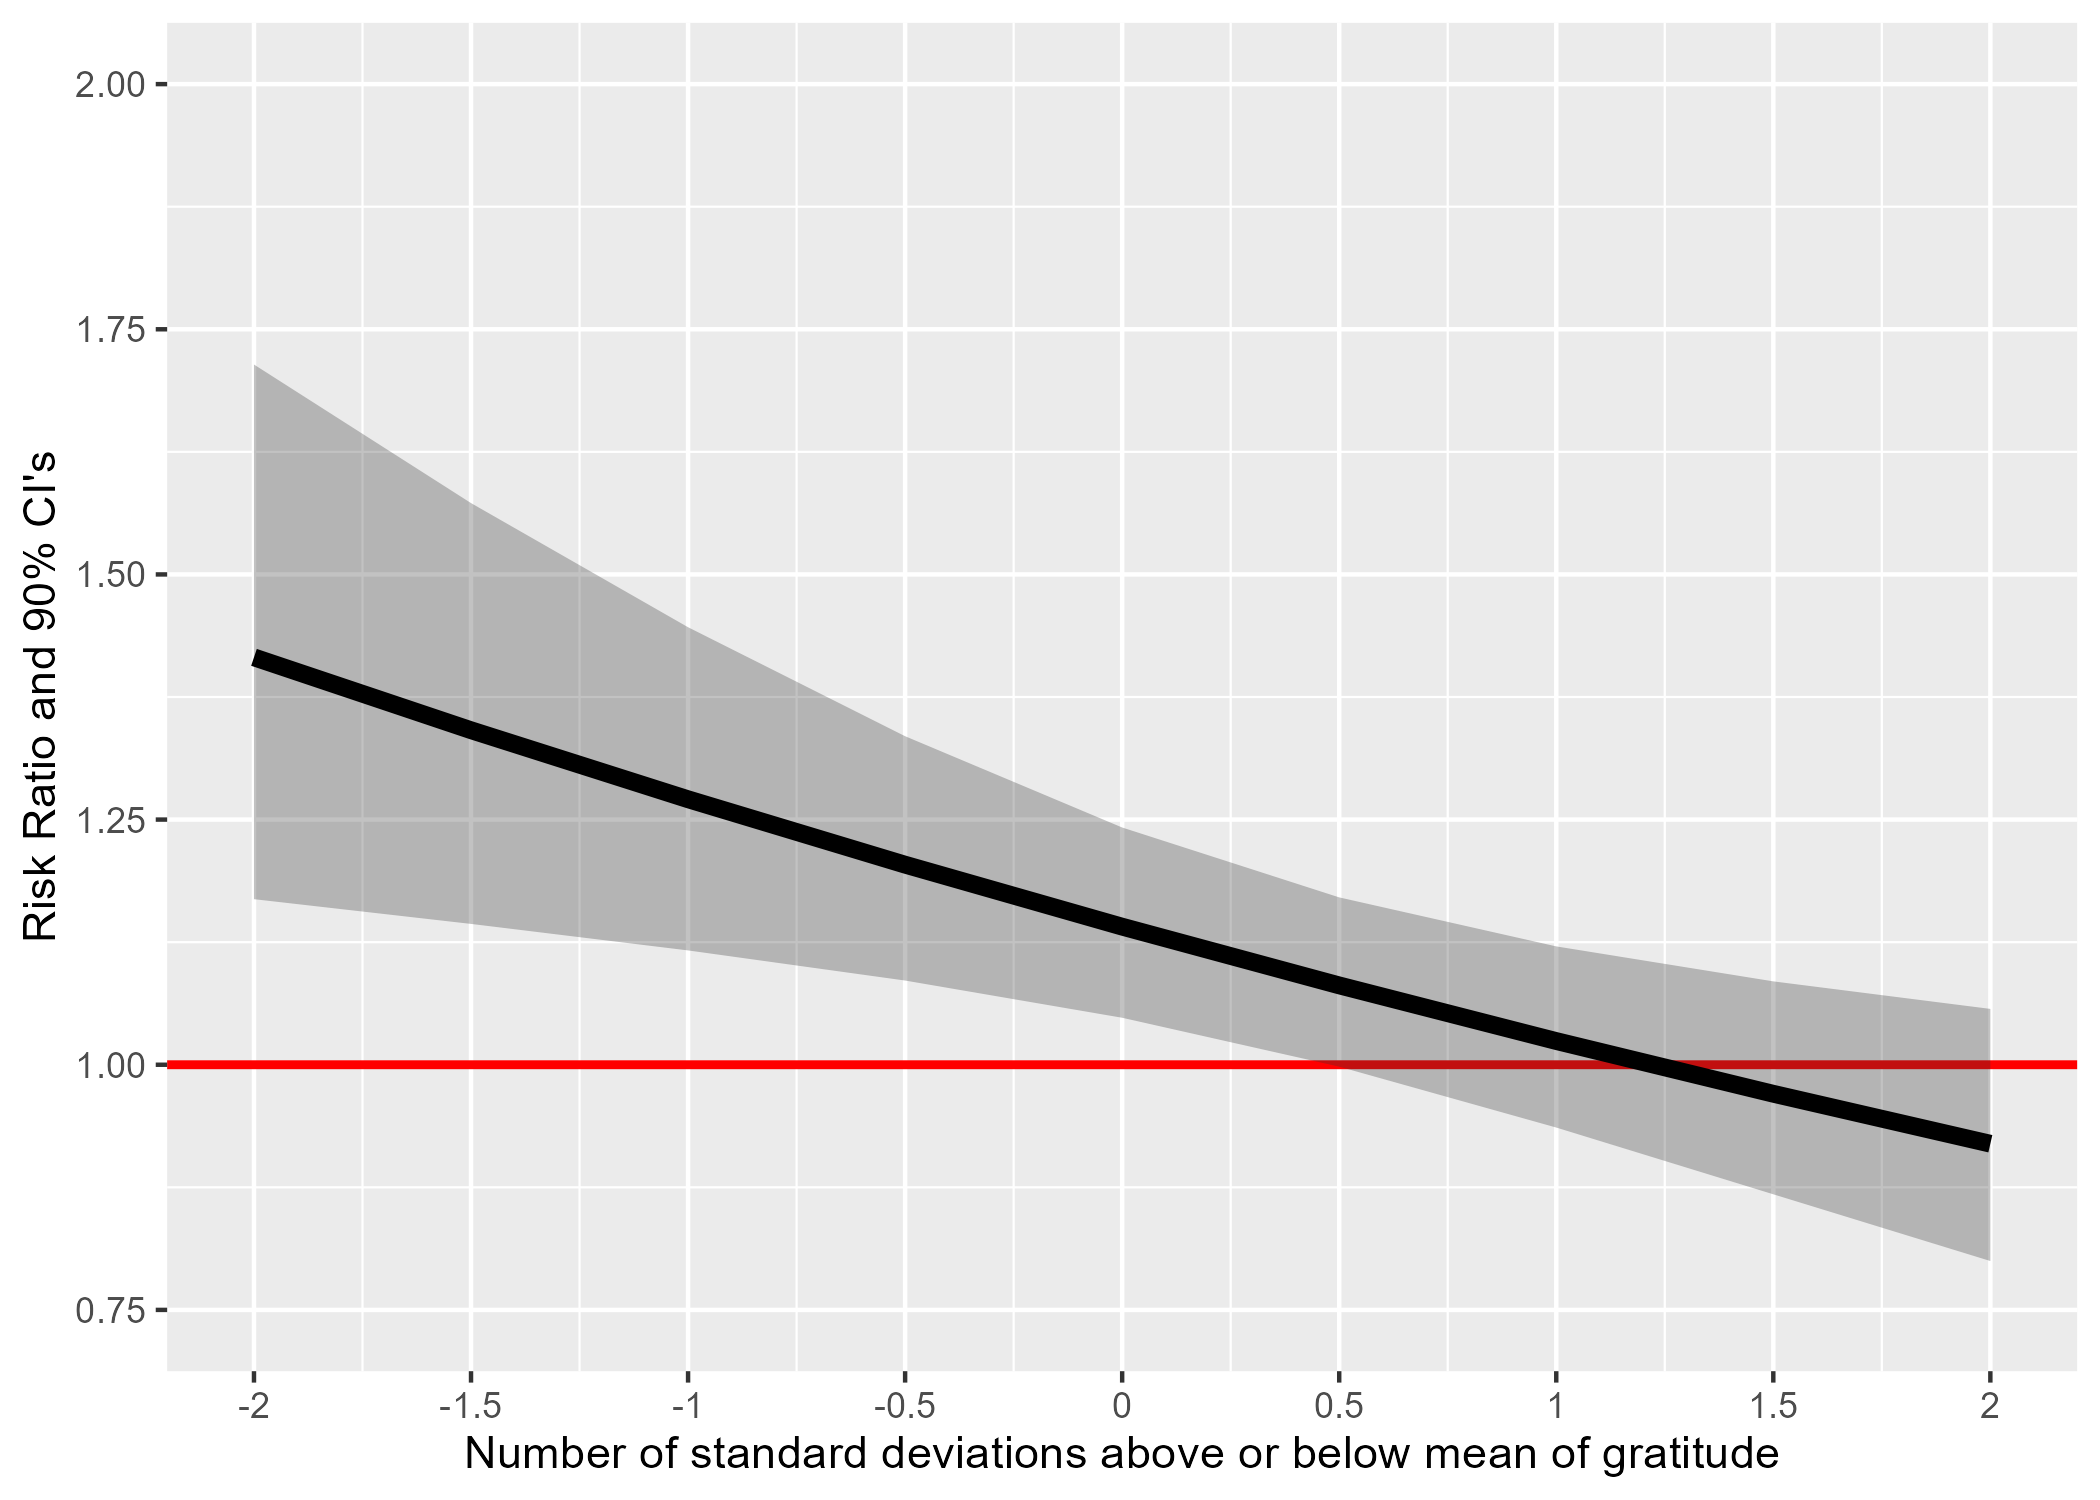 Risk Ratio and 90% CI's
2.00
1.75
1.50
1.25
1.00
0.75
-2 -1.5 -1 -0.5 0 0.5 1 1.5 2
Number of standard deviations above or below mean of gratitude